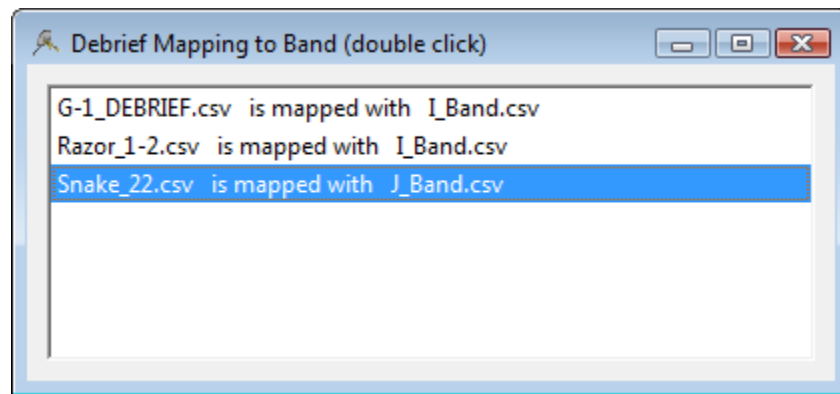 Debrief Mapping to Band (double click)
G-1_DEBRIEF.csv is mapped with I_Band.csv
Razor_1-2.csv is mapped with I_Band.csv
Snake_22.csv is mapped with J_Band.csv